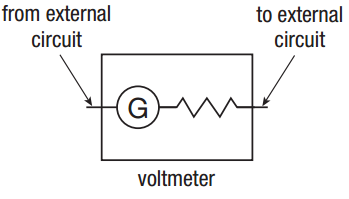 from external
circuit
to external
circuit
G
voltmeter